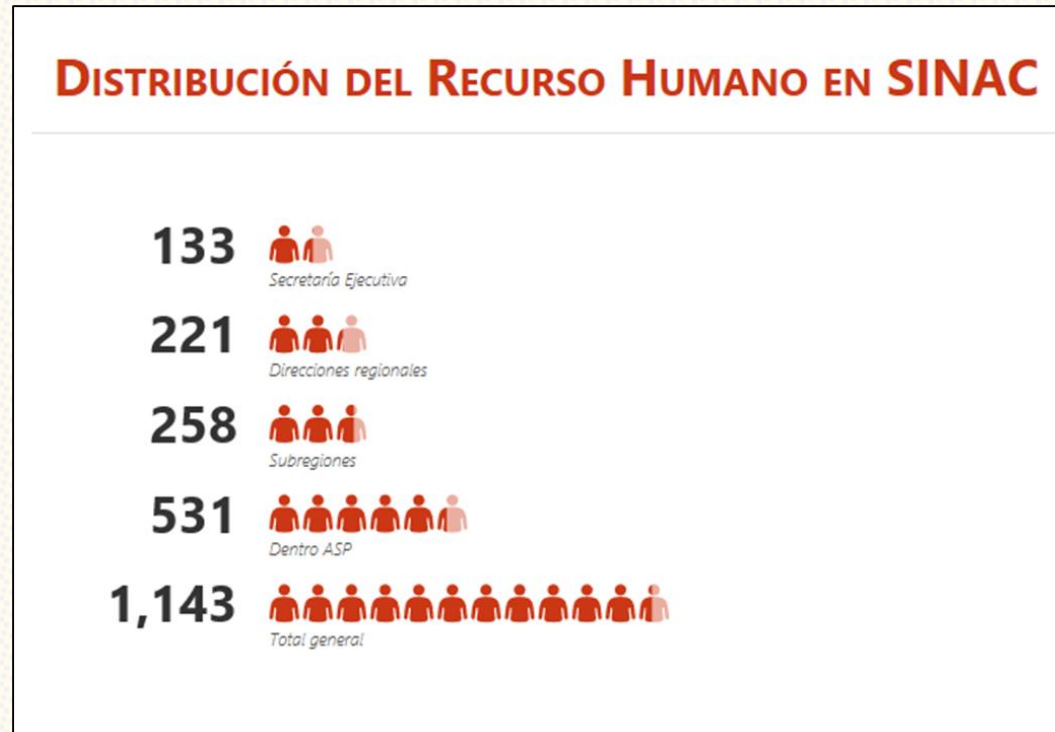 DISTRIBUCIÓN DEL RECURSO HUMANO EN SINAC
133
Secretaría Ejecutiva
221
Direcciones regionales
258
Subregiones
531
Dentro ASP
1,143
Total general